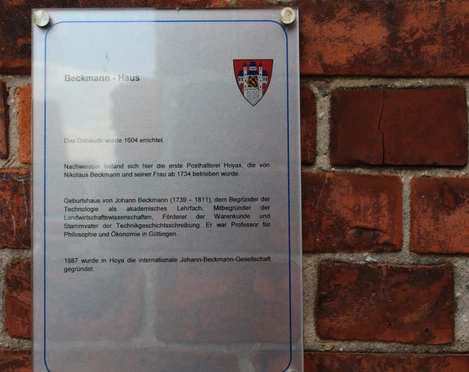 Beckmann - Haus
Das Gebäude wurde 1604 errichtet.
Nachweisbar befand sich hier die erste Posthalterei Hoyas, die von
Nikolaus Beckmann und seiner Frau ab 1734 betrieben wurde.
Geburtshaus von Johann Beckmann (1739 – 1811), dem Begründer der
Technologie als akademisches Lehrfach, Mitbegründer der
Landwirtschaftswissenschaften, Förderer der Warenkunde und
Stammvater der Technikgeschichtsschreibung. Er war Professor für
Philosophie und Ökonomie in Göttingen.
1987 wurde in Hoya die internationale Johann-Beckmann-Gesellschaft
gegründet.